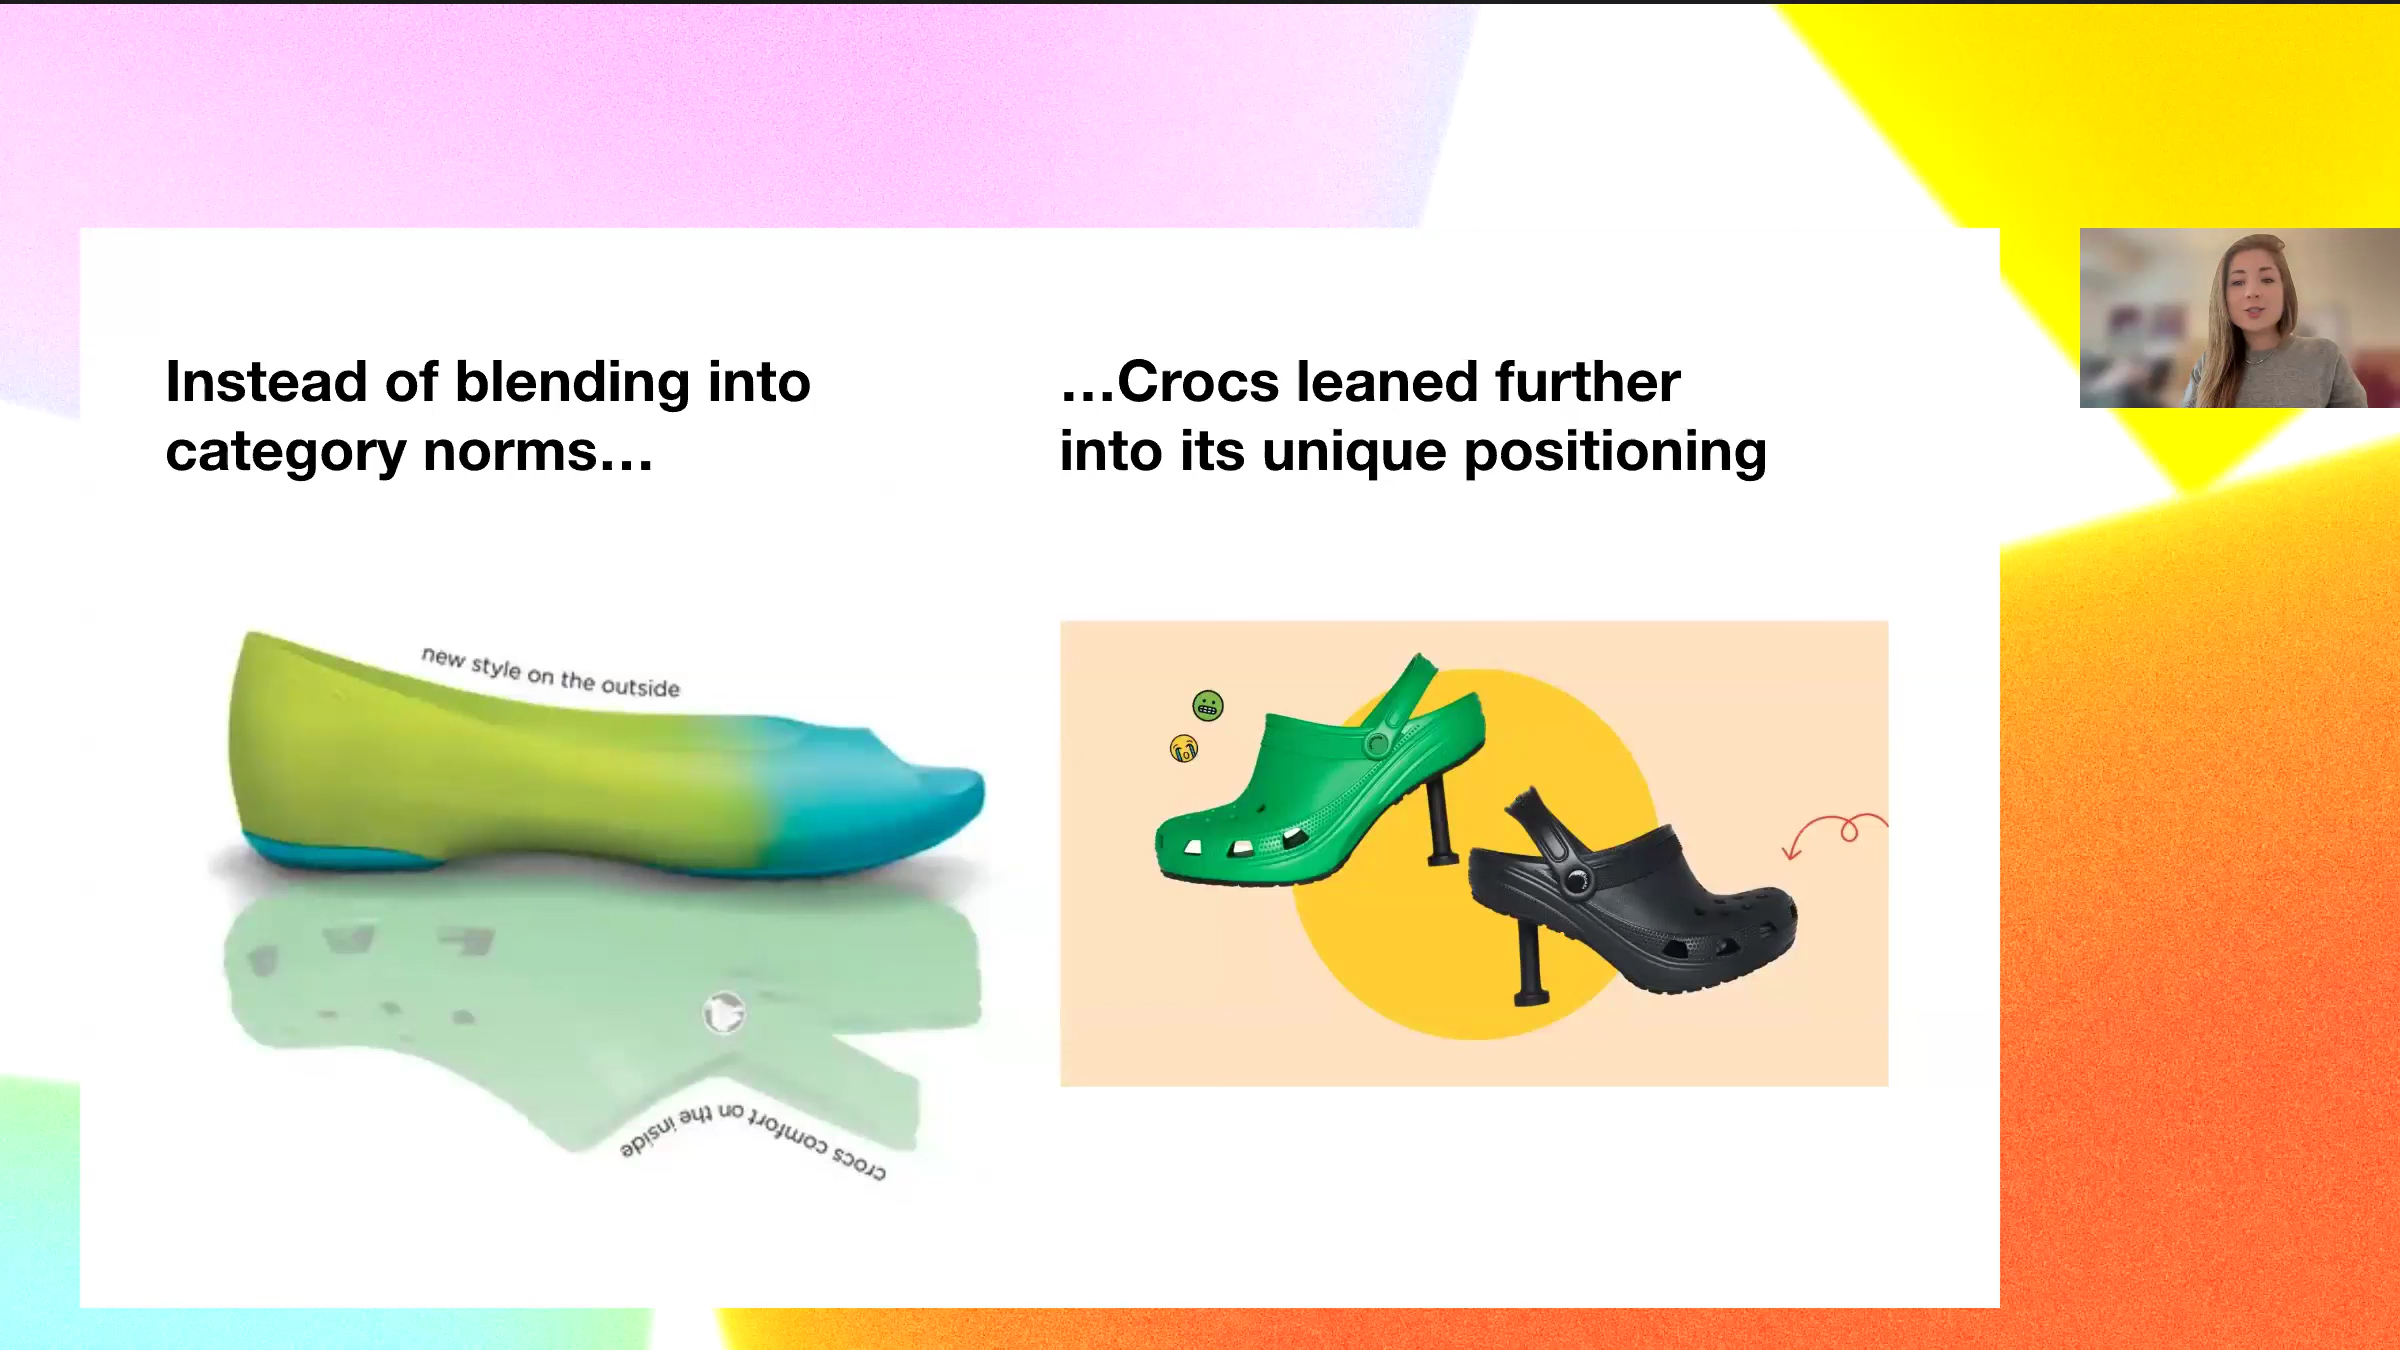 Instead of blending into
category norms…
…Crocs leaned further
into its unique positioning
new style on the outside
crocs comfort on the inside